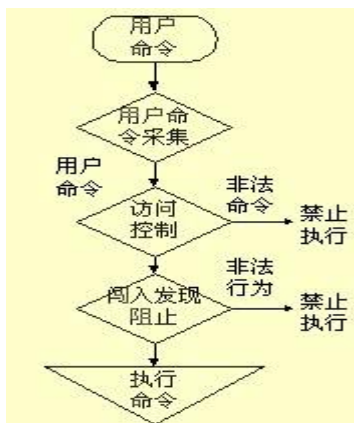 用户
命令
用户命
令采集
用户
命令
访问
控制
非法
命令
禁止
执行
闯入发现
阻止
非法
行为
禁止
执行
执行
命令